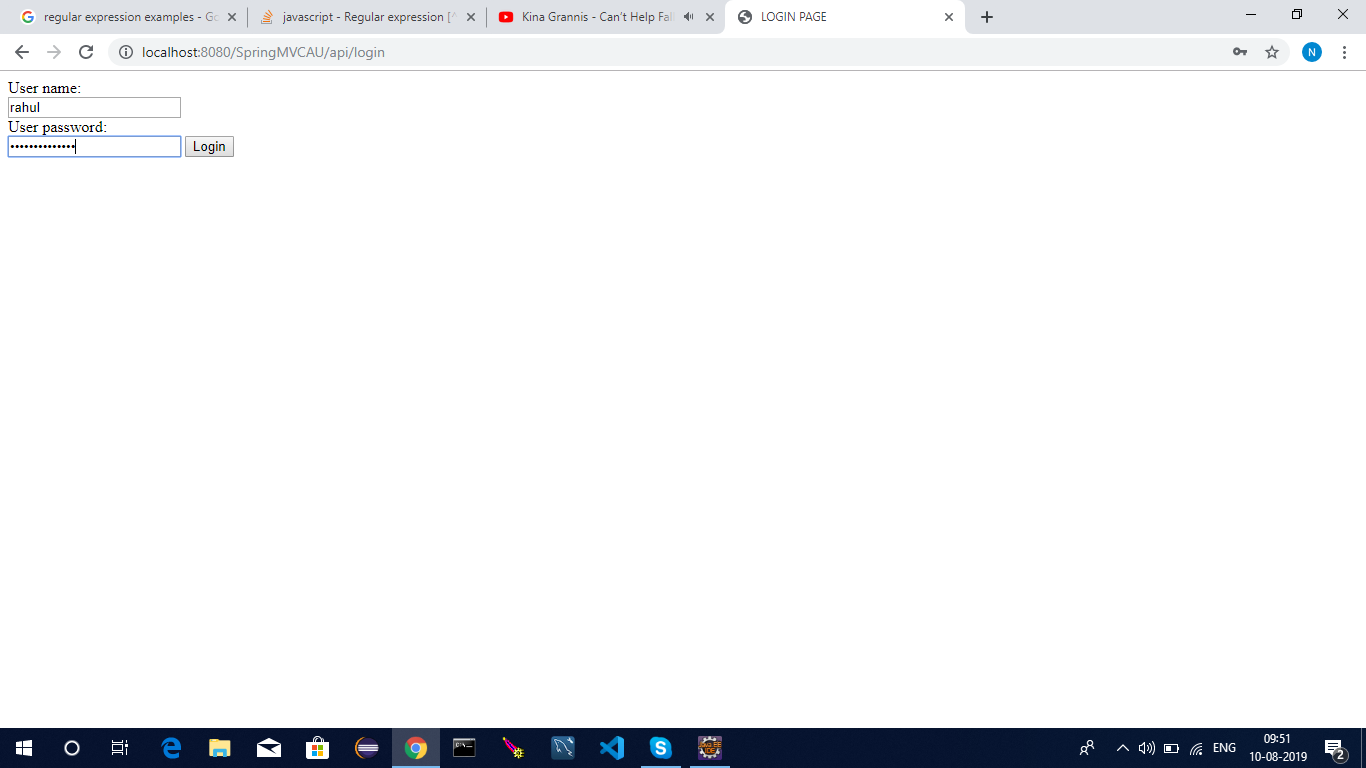 regular expression examples - Go
javascript - Regular expression [^
Kina Grannis - Can't Help Fall
LOGIN PAGE
localhost:8080/SpringMVCAU/api/login
N
User name:
rahul
User password:
••••••••••••••
Login
ENG
09:51
10-08-2019
2